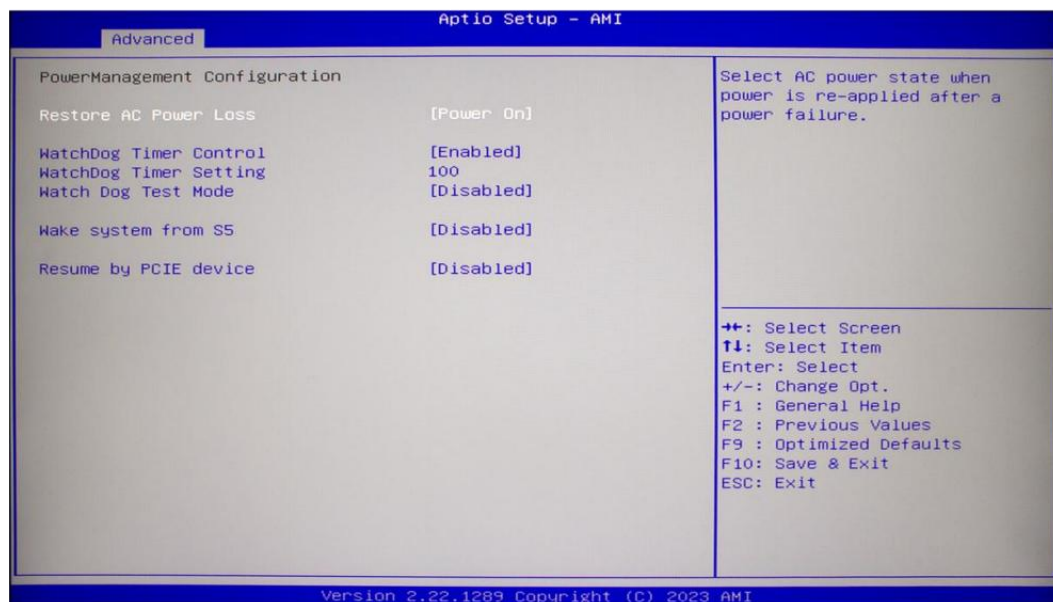 Aptio Setup – AMI
Advanced
PowerManagement Configuration
Restore AC Power Loss [Power On]
WatchDog Timer Control [Enabled]
WatchDog Timer Setting 100
Watch Dog Test Mode [Disabled]
Wake system from S5 [Disabled]
Resume by PCIE device [Disabled]
Select AC power state when
power is re-applied after a
power failure.
→←: Select Screen
↑↓: Select Item
Enter: Select
+/-: Change Opt.
F1 : General Help
F2 : Previous Values
F9 : Optimized Defaults
F10: Save & Exit
ESC: Exit
Version 2.22.1289 Copyright (C) 2023 AMI